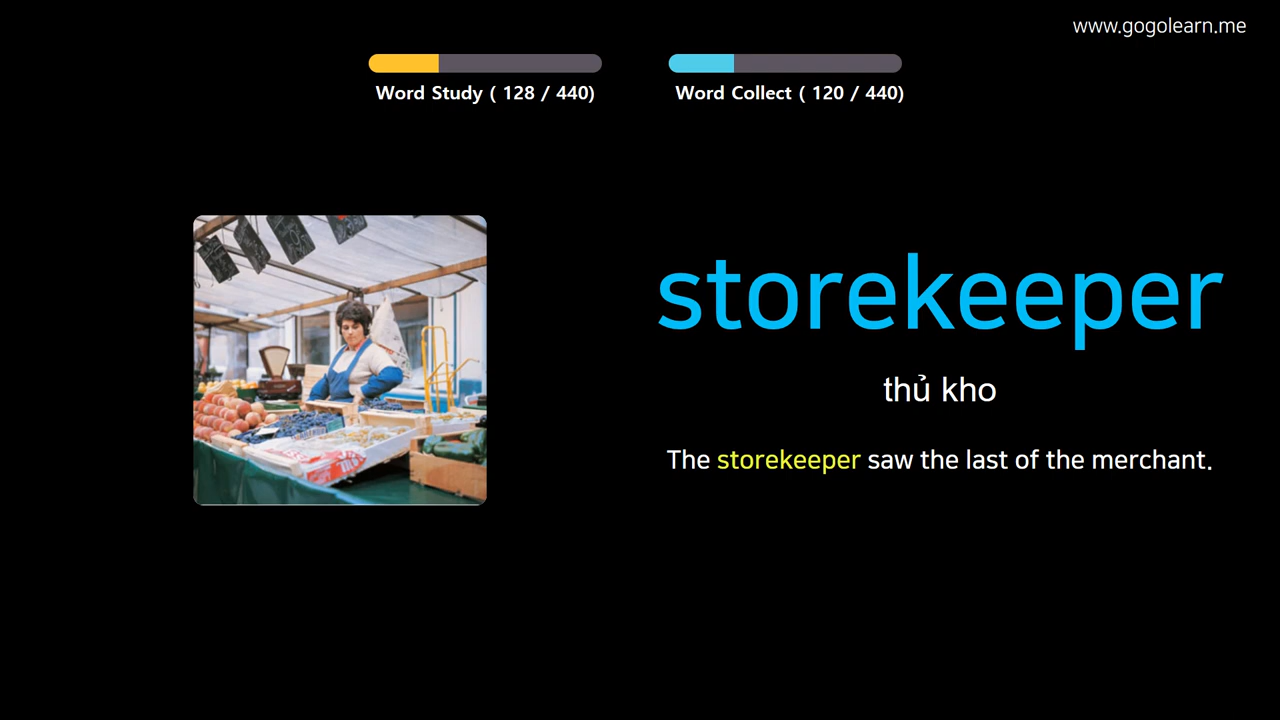 www.gogolearn.me
Word Study ( 128 / 440)
Word Collect ( 120 / 440)
storekeeper
thủ kho
The storekeeper saw the last of the merchant.